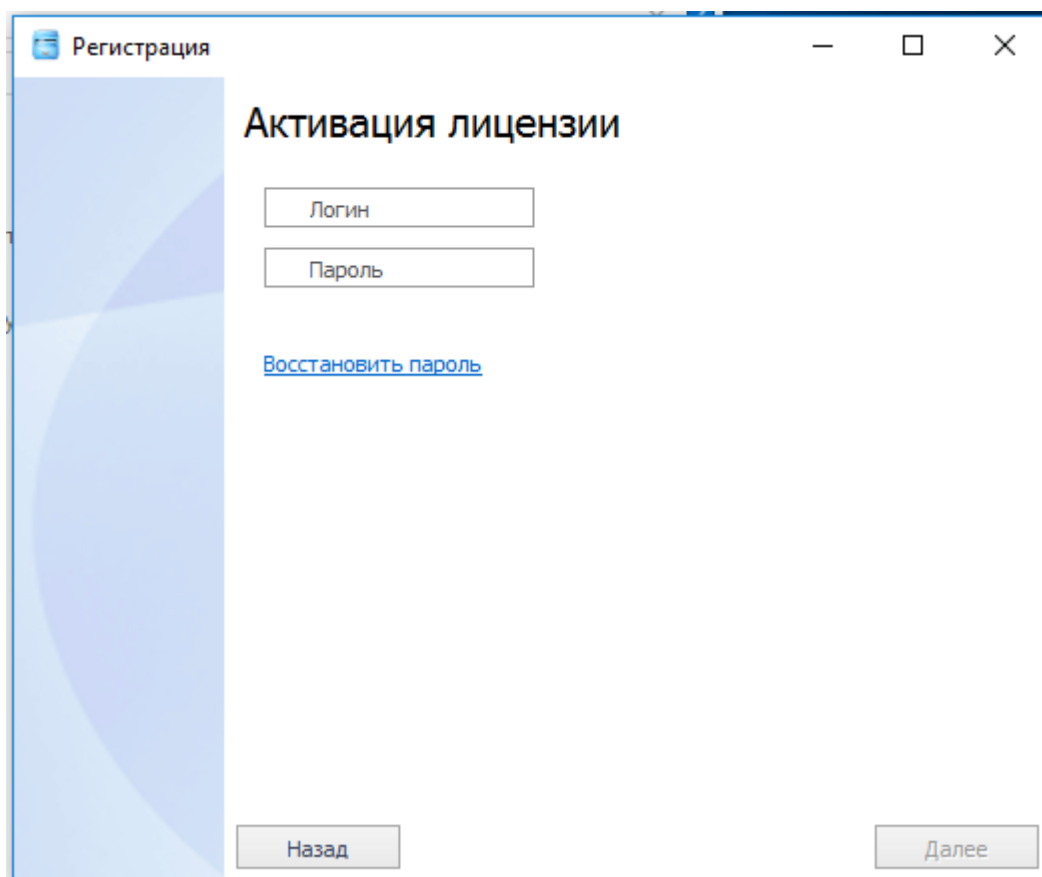 Регистрация
Активация лицензии
Логин
Пароль
Восстановить пароль
Назад
Далее